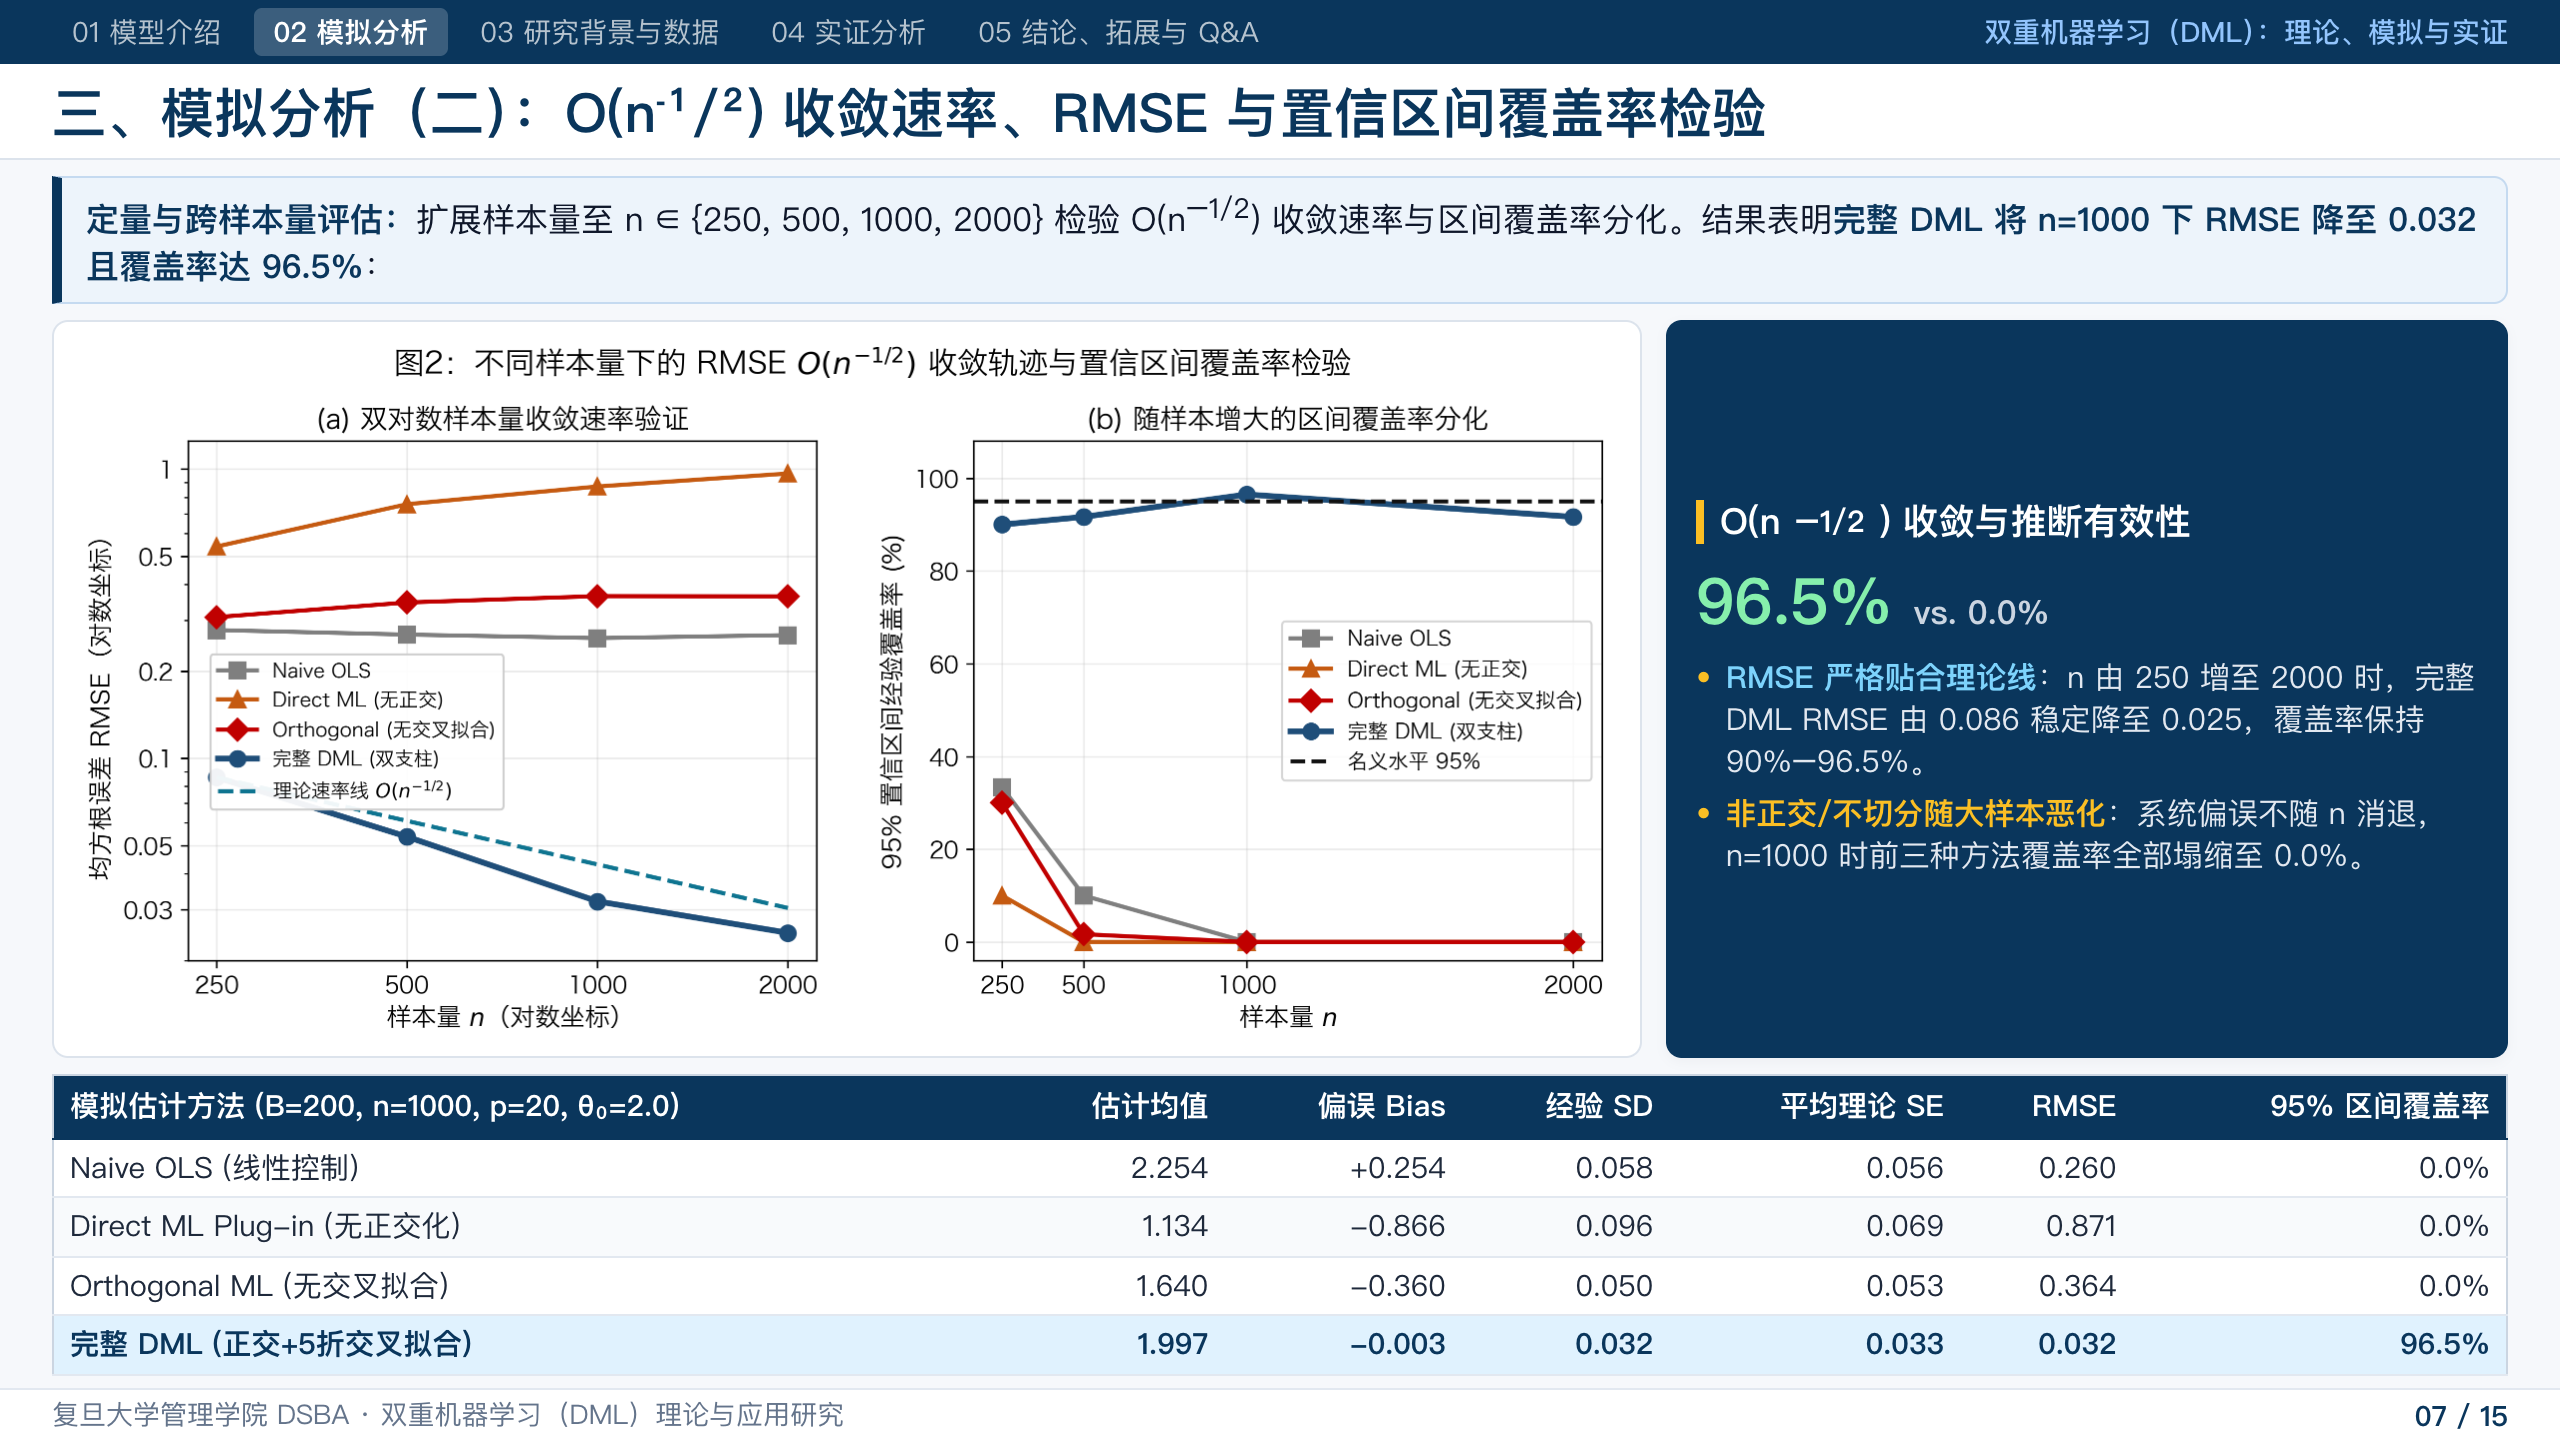 01 模型介绍 02 模拟分析 03 研究背景与数据 04 实证分析 05 结论、拓展与 Q&A 双重机器学习（DML）：理论、模拟与实证
三、模拟分析（二）：O(n⁻¹/²) 收敛速率、RMSE 与置信区间覆盖率检验
定量与跨样本量评估：扩展样本量至 n ∈ {250, 500, 1000, 2000} 检验 O(n⁻¹/²) 收敛速率与区间覆盖率分化。结果表明完整 DML 将 n=1000 下 RMSE 降至 0.032
且覆盖率达 96.5%：
图2：不同样本量下的 RMSE O(n⁻¹/²) 收敛轨迹与置信区间覆盖率检验
(a) 双对数样本量收敛速率验证
均方根误差 RMSE（对数坐标）
1
0.5
0.2
0.1
0.05
0.03
Naive OLS
Direct ML (无正交)
Orthogonal (无交叉拟合)
完整 DML (双支柱)
理论速率线 O(n⁻¹/²)
250 500 1000 2000
样本量 n（对数坐标）
(b) 随样本增大的区间覆盖率分化
95% 置信区间经验覆盖率 (%)
100
80
60
40
20
0
Naive OLS
Direct ML (无正交)
Orthogonal (无交叉拟合)
完整 DML (双支柱)
名义水平 95%
250 500 1000 2000
样本量 n
O(n −1/2 ) 收敛与推断有效性
96.5% vs. 0.0%
• RMSE 严格贴合理论线：n 由 250 增至 2000 时，完整
DML RMSE 由 0.086 稳定降至 0.025，覆盖率保持
90%–96.5%。
• 非正交/不切分随大样本恶化：系统偏误不随 n 消退，
n=1000 时前三种方法覆盖率全部塌缩至 0.0%。
模拟估计方法 (B=200, n=1000, p=20, θ₀=2.0) 估计均值 偏误 Bias 经验 SD 平均理论 SE RMSE 95% 区间覆盖率
Naive OLS (线性控制) 2.254 +0.254 0.058 0.056 0.260 0.0%
Direct ML Plug-in (无正交化) 1.134 −0.866 0.096 0.069 0.871 0.0%
Orthogonal ML (无交叉拟合) 1.640 −0.360 0.050 0.053 0.364 0.0%
完整 DML (正交+5折交叉拟合) 1.997 −0.003 0.032 0.033 0.032 96.5%
复旦大学管理学院 DSBA · 双重机器学习（DML）理论与应用研究 07 / 15